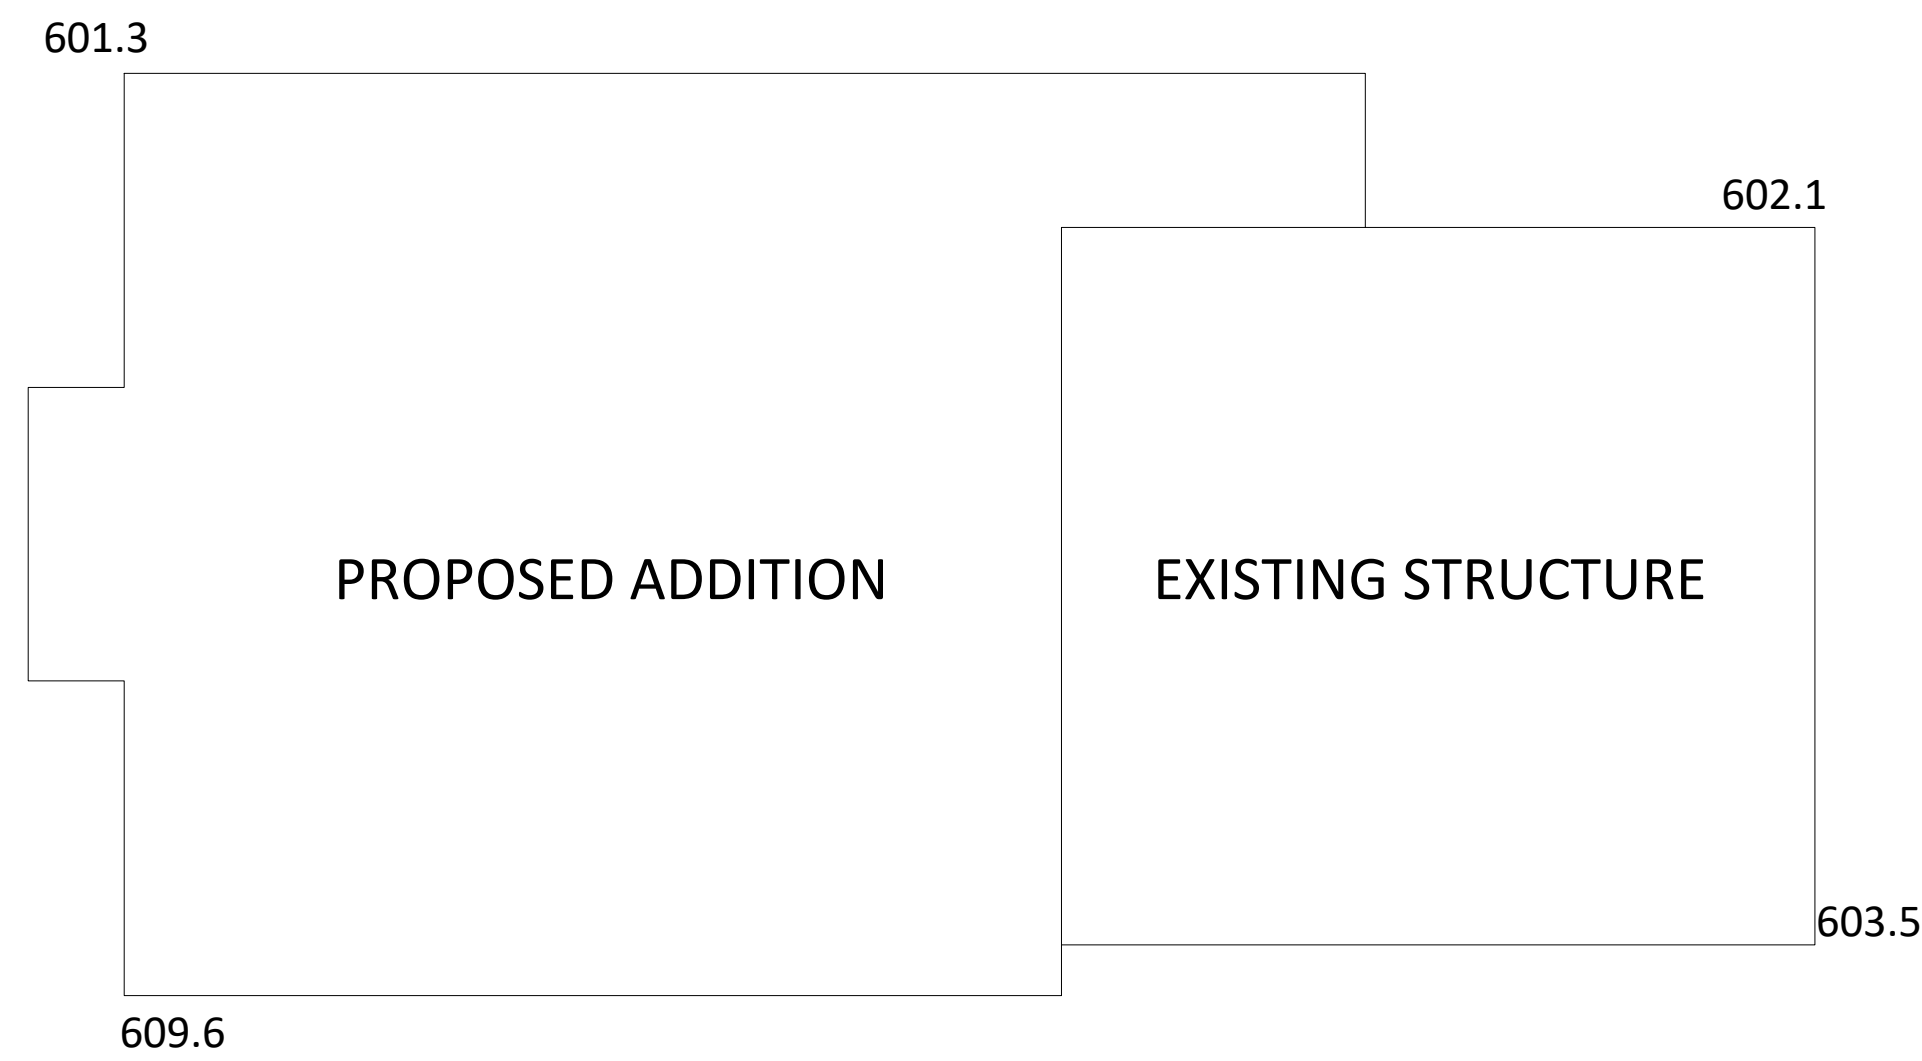 601.3
602.1
PROPOSED ADDITION
EXISTING STRUCTURE
603.5
609.6